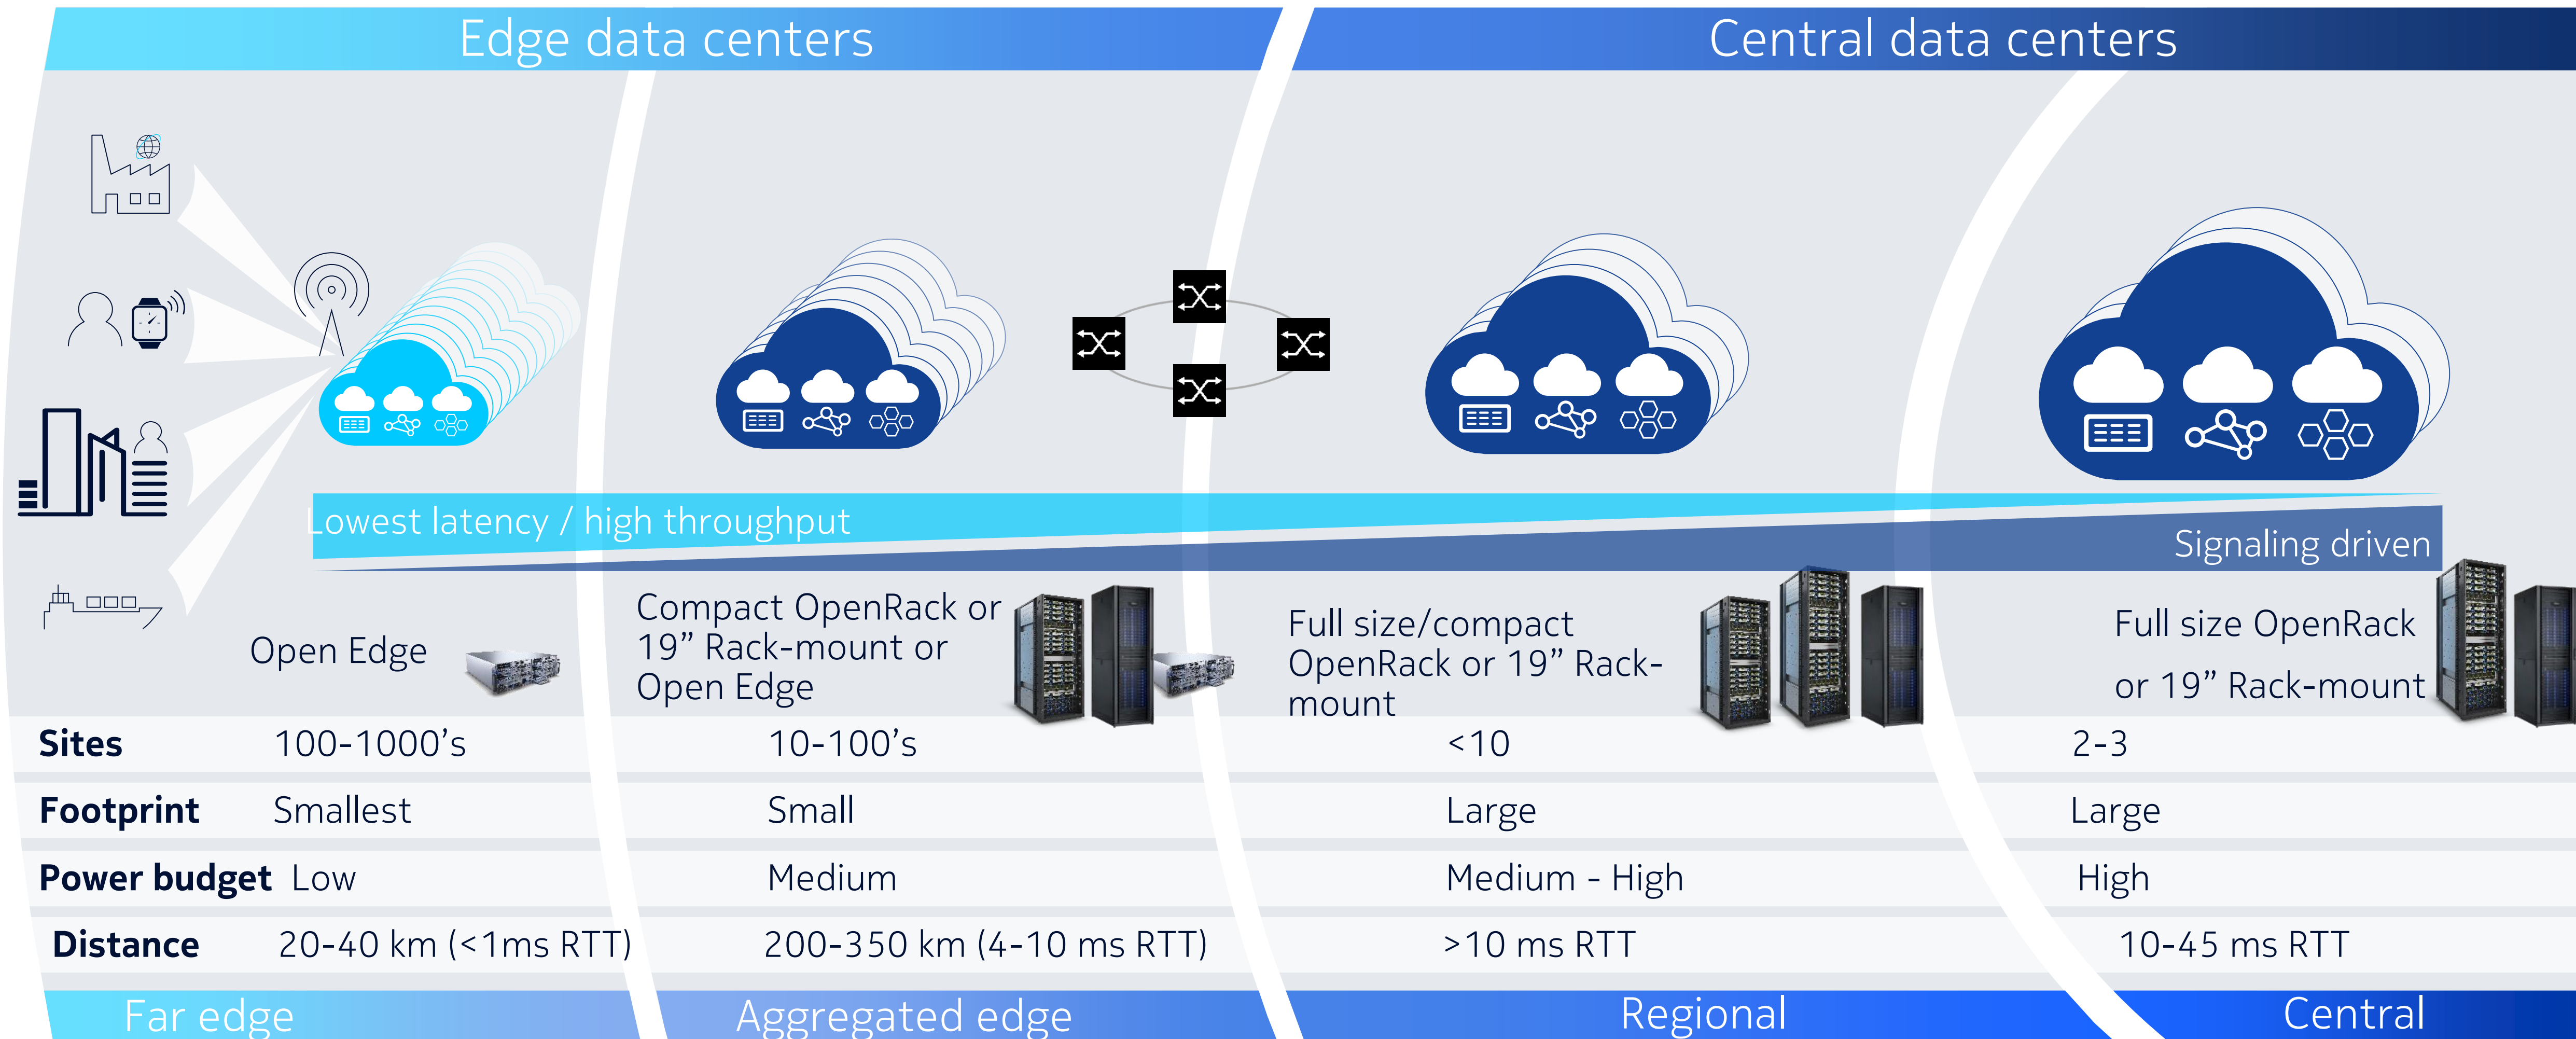 Edge data centers
Central data centers
Lowest latency / high throughput
Signaling driven
Open Edge
Compact OpenRack or
19” Rack-mount or
Open Edge
Full size/compact
OpenRack or 19” Rack-
mount
Full size OpenRack
or 19” Rack-mount
Sites 100-1000’s 10-100’s <10 2-3
Footprint Smallest Small Large Large
Power budget Low Medium Medium - High High
Distance 20-40 km (<1ms RTT) 200-350 km (4-10 ms RTT) >10 ms RTT 10-45 ms RTT
Far edge Aggregated edge Regional Central